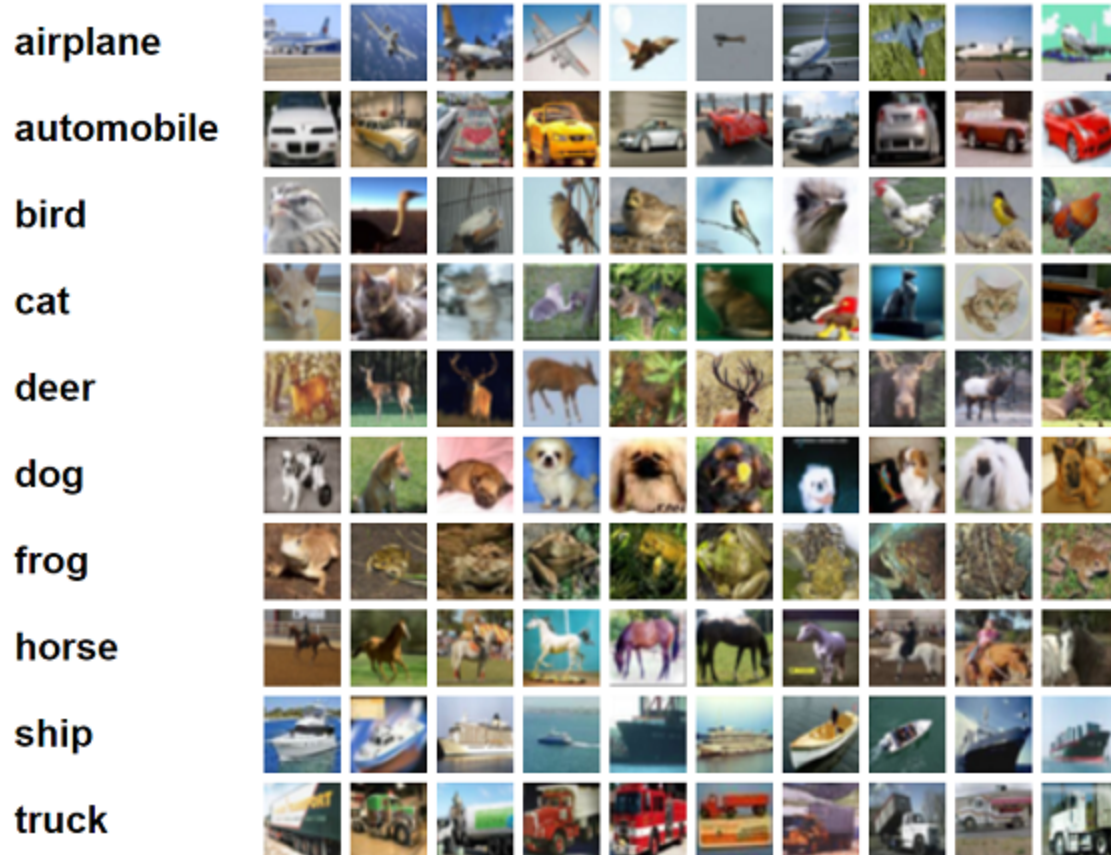 airplane
automobile
bird
cat
deer
dog
frog
horse
ship
truck